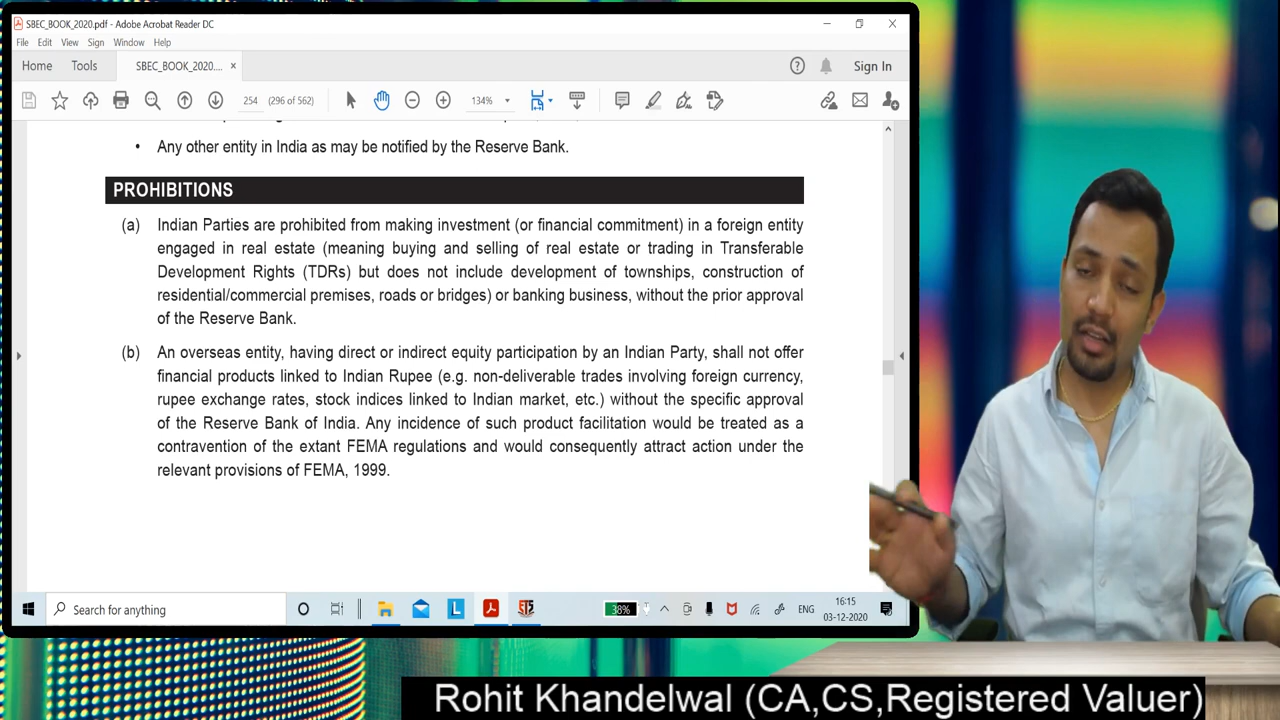 SBEC_BOOK_2020.pdf - Adobe Acrobat Reader DC
File Edit View Sign Window Help
Home Tools SBEC_BOOK_2020.... × Sign In
254 (296 of 562) 134%
• Any other entity in India as may be notified by the Reserve Bank.
PROHIBITIONS
(a) Indian Parties are prohibited from making investment (or financial commitment) in a foreign entity
engaged in real estate (meaning buying and selling of real estate or trading in Transferable
Development Rights (TDRs) but does not include development of townships, construction of
residential/commercial premises, roads or bridges) or banking business, without the prior approval
of the Reserve Bank.
(b) An overseas entity, having direct or indirect equity participation by an Indian Party, shall not offer
financial products linked to Indian Rupee (e.g. non-deliverable trades involving foreign currency,
rupee exchange rates, stock indices linked to Indian market, etc.) without the specific approval
of the Reserve Bank of India. Any incidence of such product facilitation would be treated as a
contravention of the extant FEMA regulations and would consequently attract action under the
relevant provisions of FEMA, 1999.
Search for anything L 38% ENG 16:15
03-12-2020
Rohit Khandelwal (CA,CS,Registered Valuer)